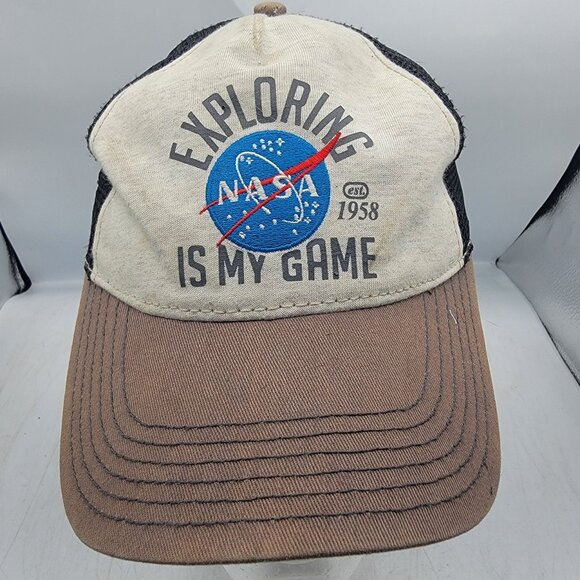 EXPLORING
NASA
est.
1958
IS MY GAME